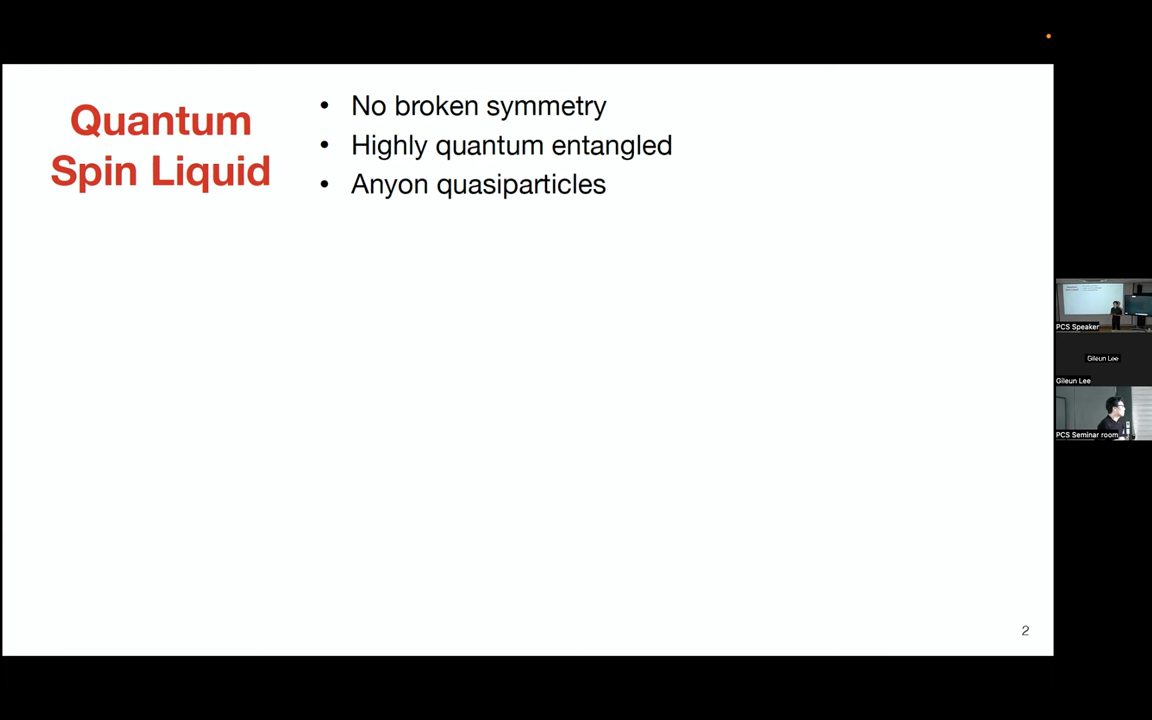 Quantum
Spin Liquid
• No broken symmetry
• Highly quantum entangled
• Anyon quasiparticles
2
PCS Speaker
Gileun Lee
Gileun Lee
PCS Seminar room